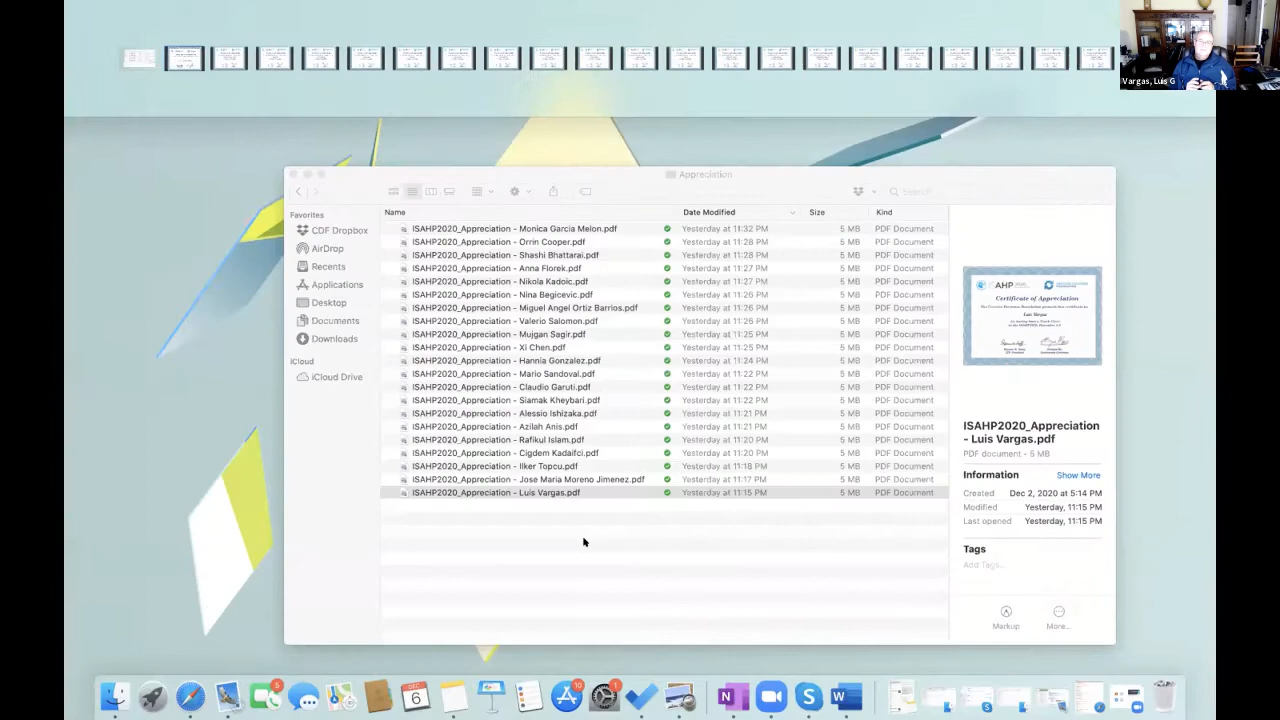 Vargas, Luis G
Appreciation
Search
Favorites
CDF Dropbox
AirDrop
Recents
Applications
Desktop
Documents
Downloads
iCloud
iCloud Drive
Name Date Modified Size Kind
ISAHP2020_Appreciation - Monica Garcia Melon.pdf Yesterday at 11:32 PM 5 MB PDF Document
ISAHP2020_Appreciation - Orrin Cooper.pdf Yesterday at 11:28 PM 5 MB PDF Document
ISAHP2020_Appreciation - Shashi Bhattarai.pdf Yesterday at 11:28 PM 5 MB PDF Document
ISAHP2020_Appreciation - Anna Florek.pdf Yesterday at 11:27 PM 5 MB PDF Document
ISAHP2020_Appreciation - Nikola Kadoic.pdf Yesterday at 11:27 PM 5 MB PDF Document
ISAHP2020_Appreciation - Nina Begicevic.pdf Yesterday at 11:26 PM 5 MB PDF Document
ISAHP2020_Appreciation - Miguel Angel Ortiz Barrios.pdf Yesterday at 11:26 PM 5 MB PDF Document
ISAHP2020_Appreciation - Valerio Salomon.pdf Yesterday at 11:26 PM 5 MB PDF Document
ISAHP2020_Appreciation - Mujgan Sagir.pdf Yesterday at 11:25 PM 5 MB PDF Document
ISAHP2020_Appreciation - Xi Chen.pdf Yesterday at 11:25 PM 5 MB PDF Document
ISAHP2020_Appreciation - Hannia Gonzalez.pdf Yesterday at 11:24 PM 5 MB PDF Document
ISAHP2020_Appreciation - Mario Sandoval.pdf Yesterday at 11:22 PM 5 MB PDF Document
ISAHP2020_Appreciation - Claudio Garuti.pdf Yesterday at 11:22 PM 5 MB PDF Document
ISAHP2020_Appreciation - Siamak Kheybari.pdf Yesterday at 11:22 PM 5 MB PDF Document
ISAHP2020_Appreciation - Alessio Ishizaka.pdf Yesterday at 11:21 PM 5 MB PDF Document
ISAHP2020_Appreciation - Azilah Anis.pdf Yesterday at 11:21 PM 5 MB PDF Document
ISAHP2020_Appreciation - Rafikul Islam.pdf Yesterday at 11:20 PM 5 MB PDF Document
ISAHP2020_Appreciation - Cigdem Kadaifci.pdf Yesterday at 11:20 PM 5 MB PDF Document
ISAHP2020_Appreciation - Ilker Topcu.pdf Yesterday at 11:18 PM 5 MB PDF Document
ISAHP2020_Appreciation - Jose Maria Moreno Jimenez.pdf Yesterday at 11:17 PM 5 MB PDF Document
ISAHP2020_Appreciation - Luis Vargas.pdf Yesterday at 11:15 PM 5 MB PDF Document
AHP
Certificate of Appreciation
Luis Vargas
ISAHP2020_Appreciation
- Luis Vargas.pdf
PDF document - 5 MB
Information Show More
Created Dec 2, 2020 at 5:14 PM
Modified Yesterday, 11:15 PM
Last opened Yesterday, 11:15 PM
Tags
Add Tags...
Markup More...
DEC
6
10
1